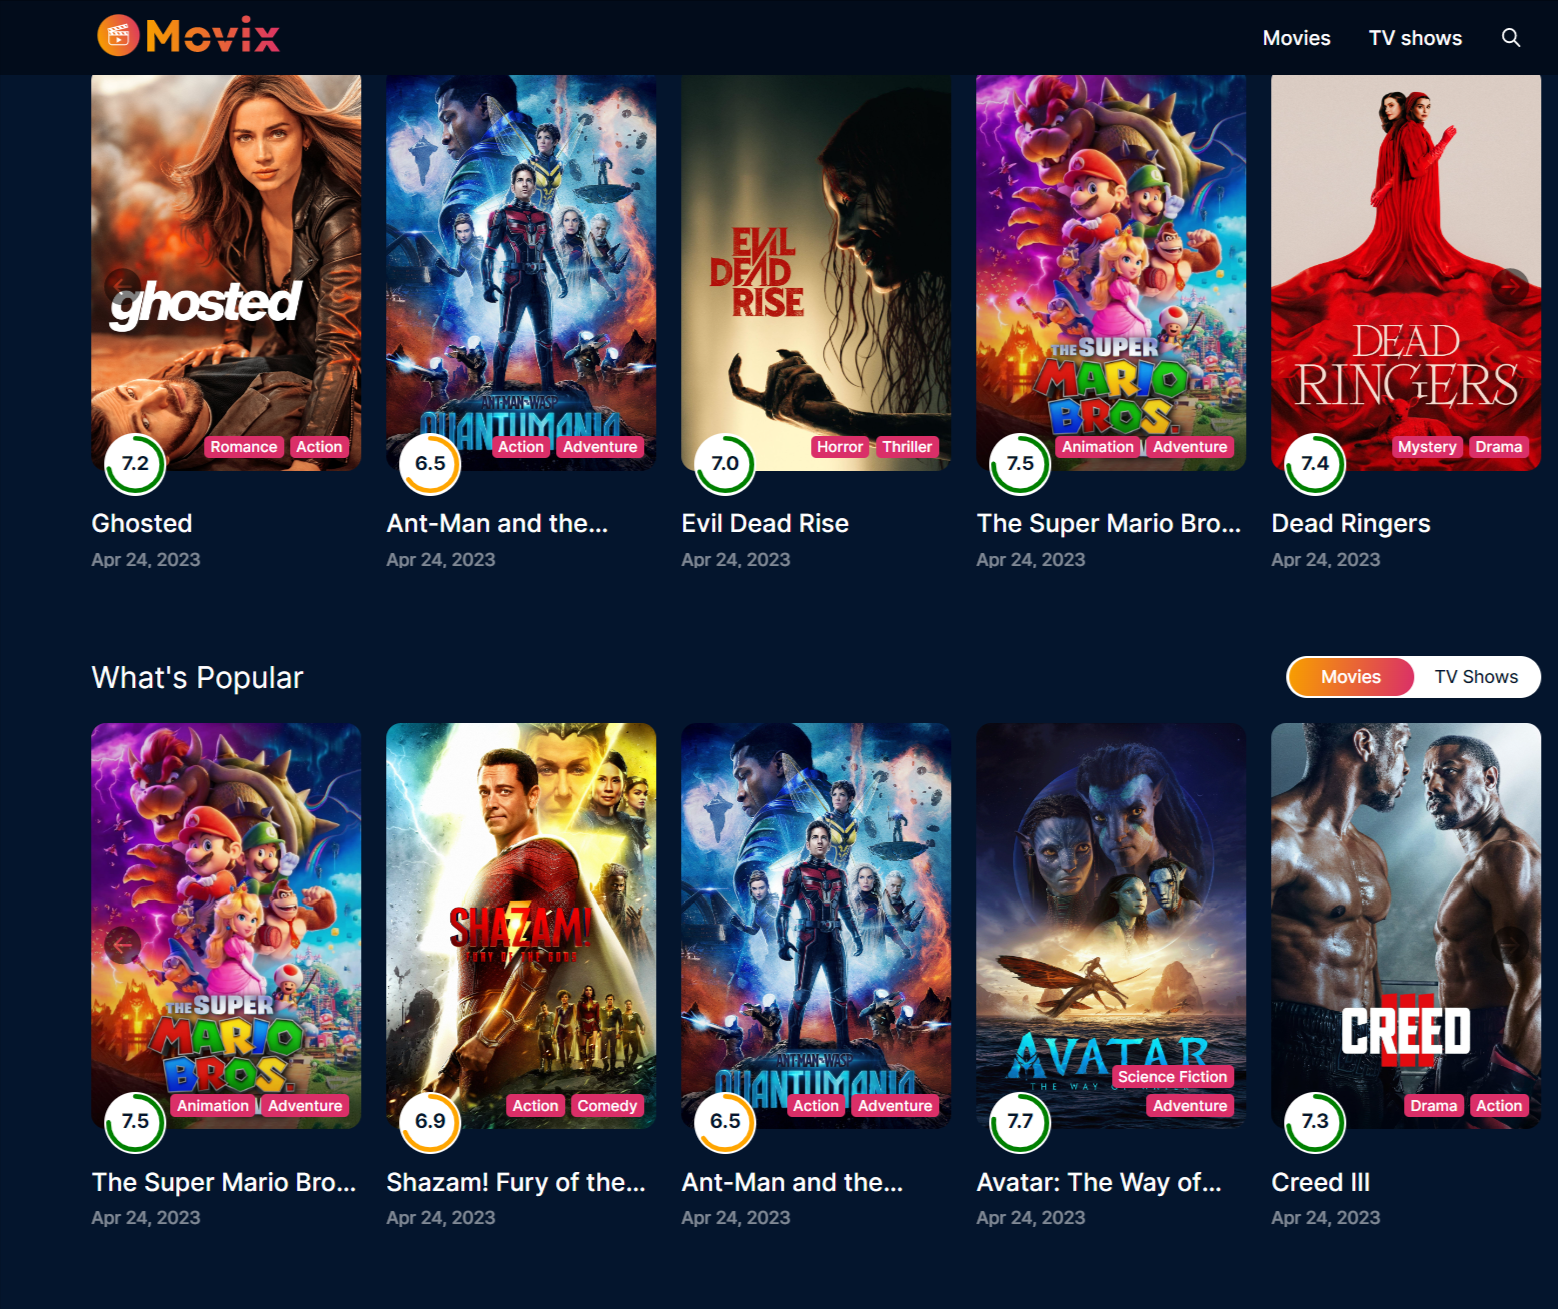 Movix
Movies TV shows
ghosted
ANT-MAN AND THE WASP
QUANTUMANIA
EVIL
DEAD
RISE
THE SUPER
MARIO
BROS.
DEAD
RINGERS
7.2 Romance Action
6.5 Action Adventure
7.0 Horror Thriller
7.5 Animation Adventure
7.4 Mystery Drama
Ghosted
Apr 24, 2023
Ant-Man and the...
Apr 24, 2023
Evil Dead Rise
Apr 24, 2023
The Super Mario Bro...
Apr 24, 2023
Dead Ringers
Apr 24, 2023
What's Popular
Movies TV Shows
THE SUPER
MARIO
BROS.
SHAZAM!
FURY OF THE GODS
ANT-MAN AND THE WASP
QUANTUMANIA
AVATAR
THE WAY OF
CREED
III
7.5 Animation Adventure
6.9 Action Comedy
6.5 Action Adventure
7.7 Science Fiction
Adventure
7.3 Drama Action
The Super Mario Bro...
Apr 24, 2023
Shazam! Fury of the...
Apr 24, 2023
Ant-Man and the...
Apr 24, 2023
Avatar: The Way of...
Apr 24, 2023
Creed III
Apr 24, 2023